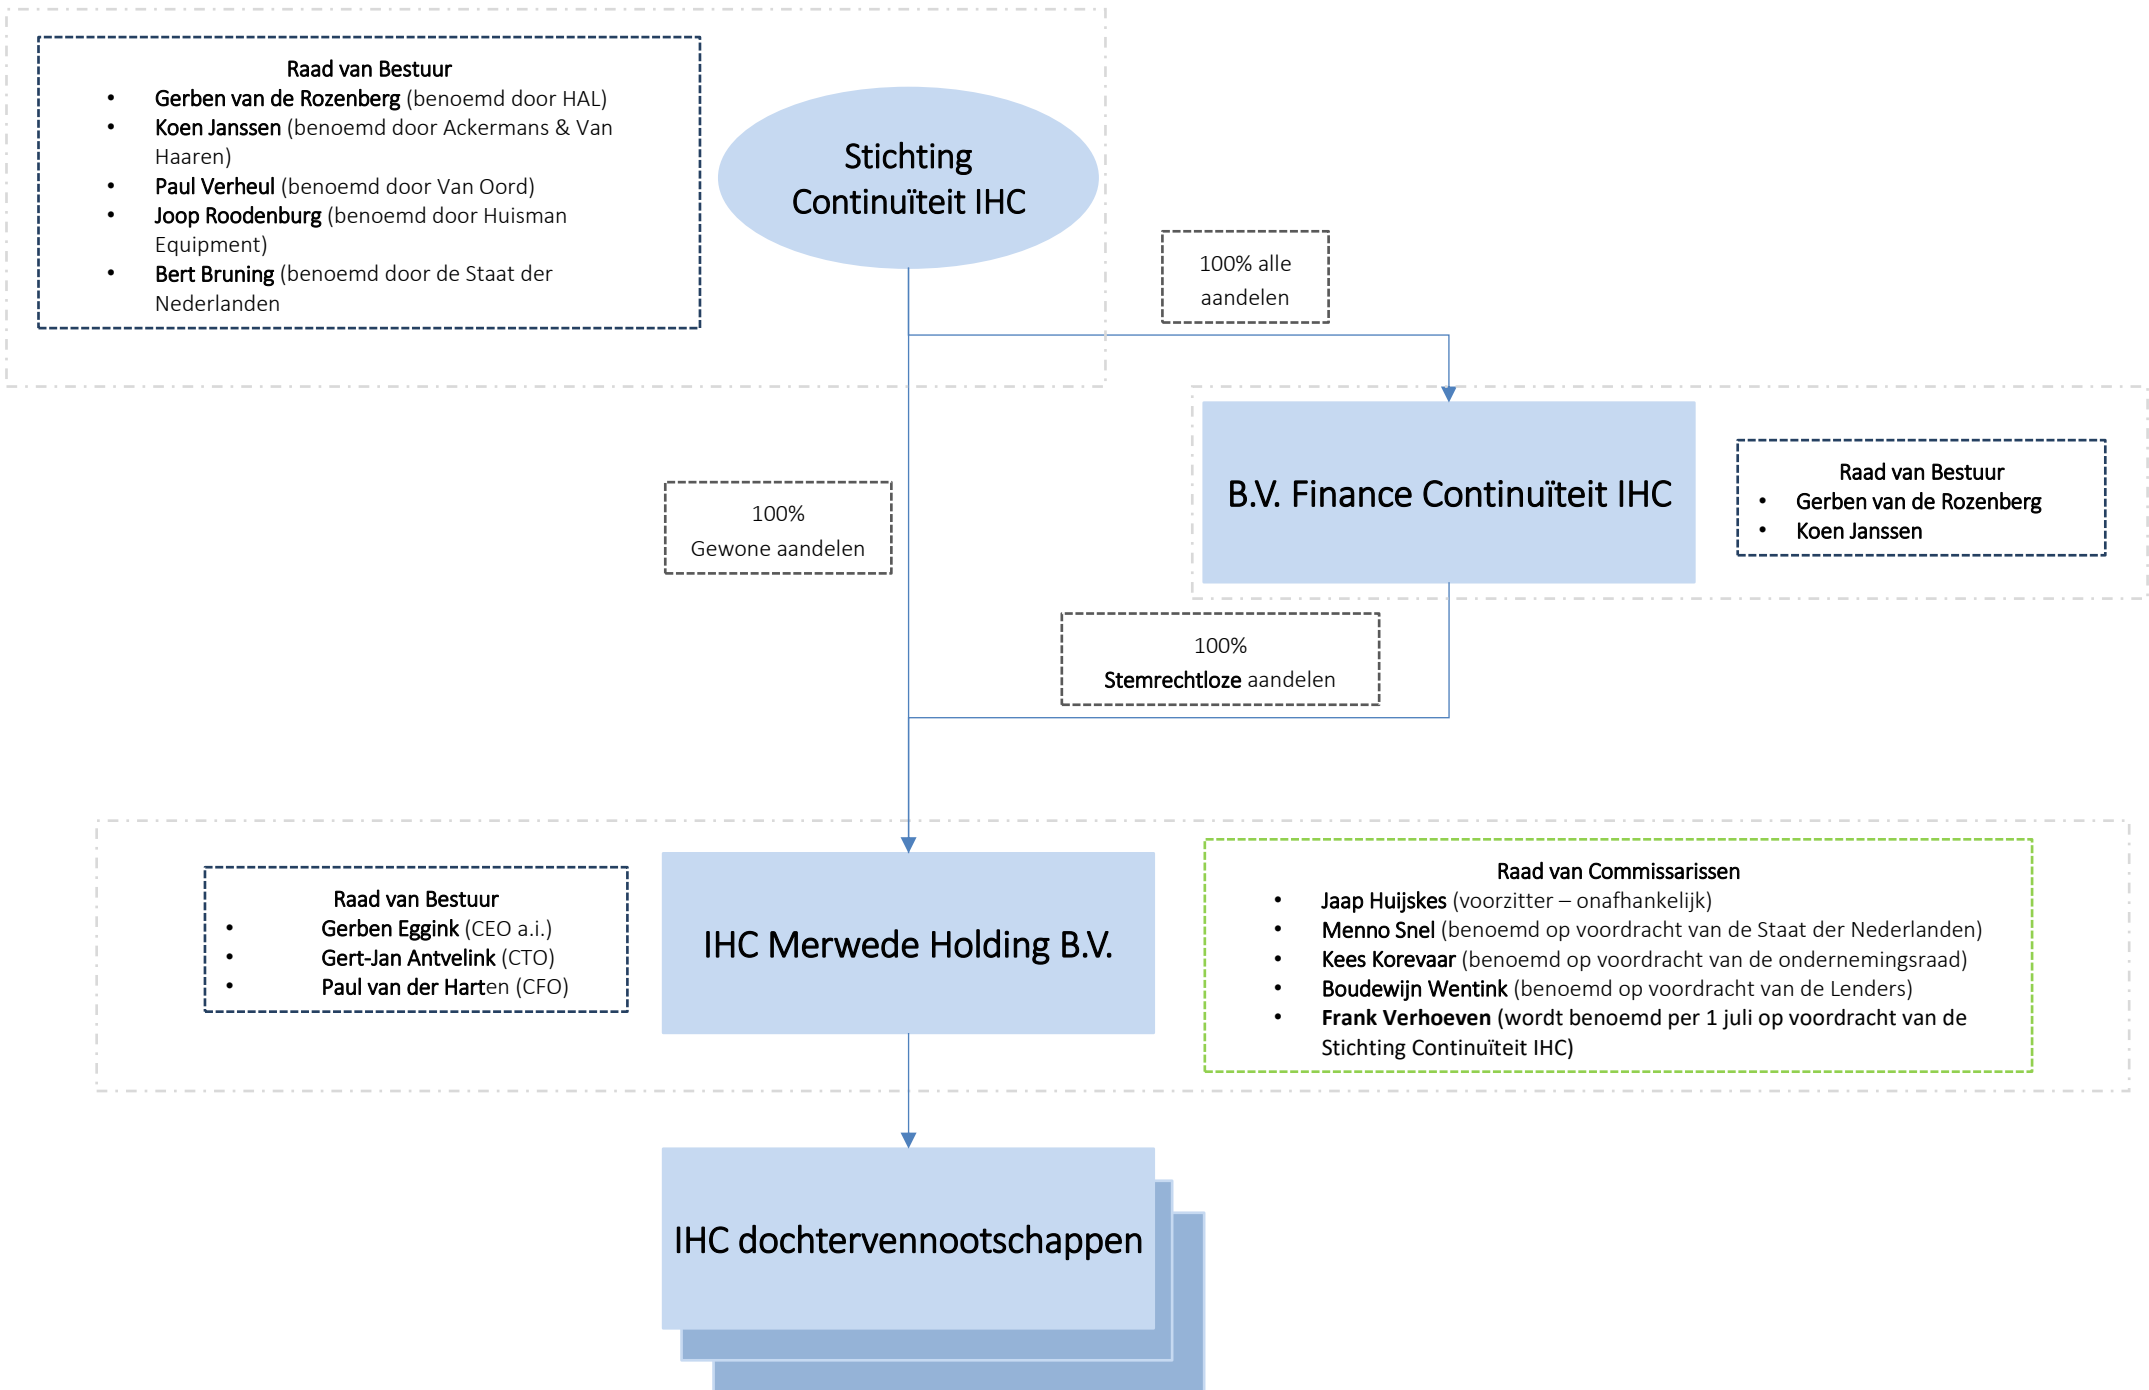 Raad van Bestuur
• Gerben van de Rozenberg (benoemd door HAL)
• Koen Janssen (benoemd door Ackermans & Van
Haaren)
• Paul Verheul (benoemd door Van Oord)
• Joop Roodenburg (benoemd door Huisman
Equipment)
• Bert Bruning (benoemd door de Staat der
Nederlanden
Stichting
Continuïteit IHC
100% alle
aandelen
B.V. Finance Continuïteit IHC
Raad van Bestuur
• Gerben van de Rozenberg
• Koen Janssen
100%
Gewone aandelen
100%
Stemrechtloze aandelen
Raad van Bestuur
• Gerben Eggink (CEO a.i.)
• Gert-Jan Antvelink (CTO)
• Paul van der Harten (CFO)
IHC Merwede Holding B.V.
Raad van Commissarissen
• Jaap Huijskes (voorzitter – onafhankelijk)
• Menno Snel (benoemd op voordracht van de Staat der Nederlanden)
• Kees Korevaar (benoemd op voordracht van de ondernemingsraad)
• Boudewijn Wentink (benoemd op voordracht van de Lenders)
• Frank Verhoeven (wordt benoemd per 1 juli op voordracht van de
Stichting Continuïteit IHC)
IHC dochtervennootschappen